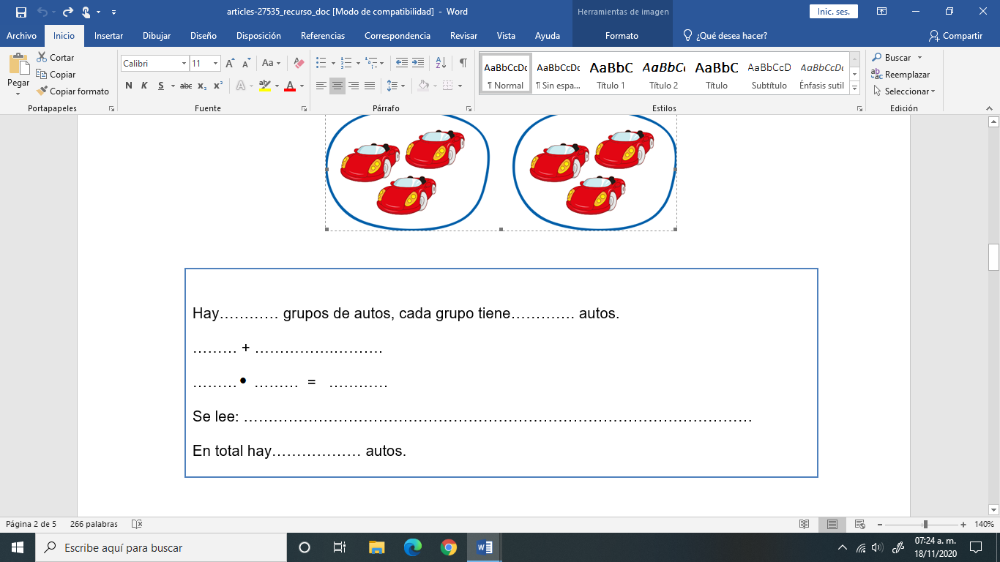 articles-27535_recurso_doc [Modo de compatibilidad] - Word
Herramientas de imagen
Inic. ses.
Archivo Inicio Insertar Dibujar Diseño Disposición Referencias Correspondencia Revisar Vista Ayuda Formato ¿Qué desea hacer? Compartir
Pegar
Cortar
Copiar
Copiar formato
Portapapeles
Calibri 11
N K S abc x₂ x²
Fuente
Párrafo
AaBbCcDc AaBbCcDc AaBbC AaBbCc AaBbC AaBbCcD AaBbCcDc
¶ Normal ¶ Sin espa... Título 1 Título 2 Título Subtítulo Énfasis sutil
Estilos
Buscar
Reemplazar
Seleccionar
Edición
Hay………… grupos de autos, cada grupo tiene…………. autos.
……… + ……………………..
………• ……… = …………
Se lee: …………………………………………………………………………………………
En total hay……………… autos.
Página 2 de 5 266 palabras 140%
Escribe aquí para buscar
07:24 a. m.
18/11/2020